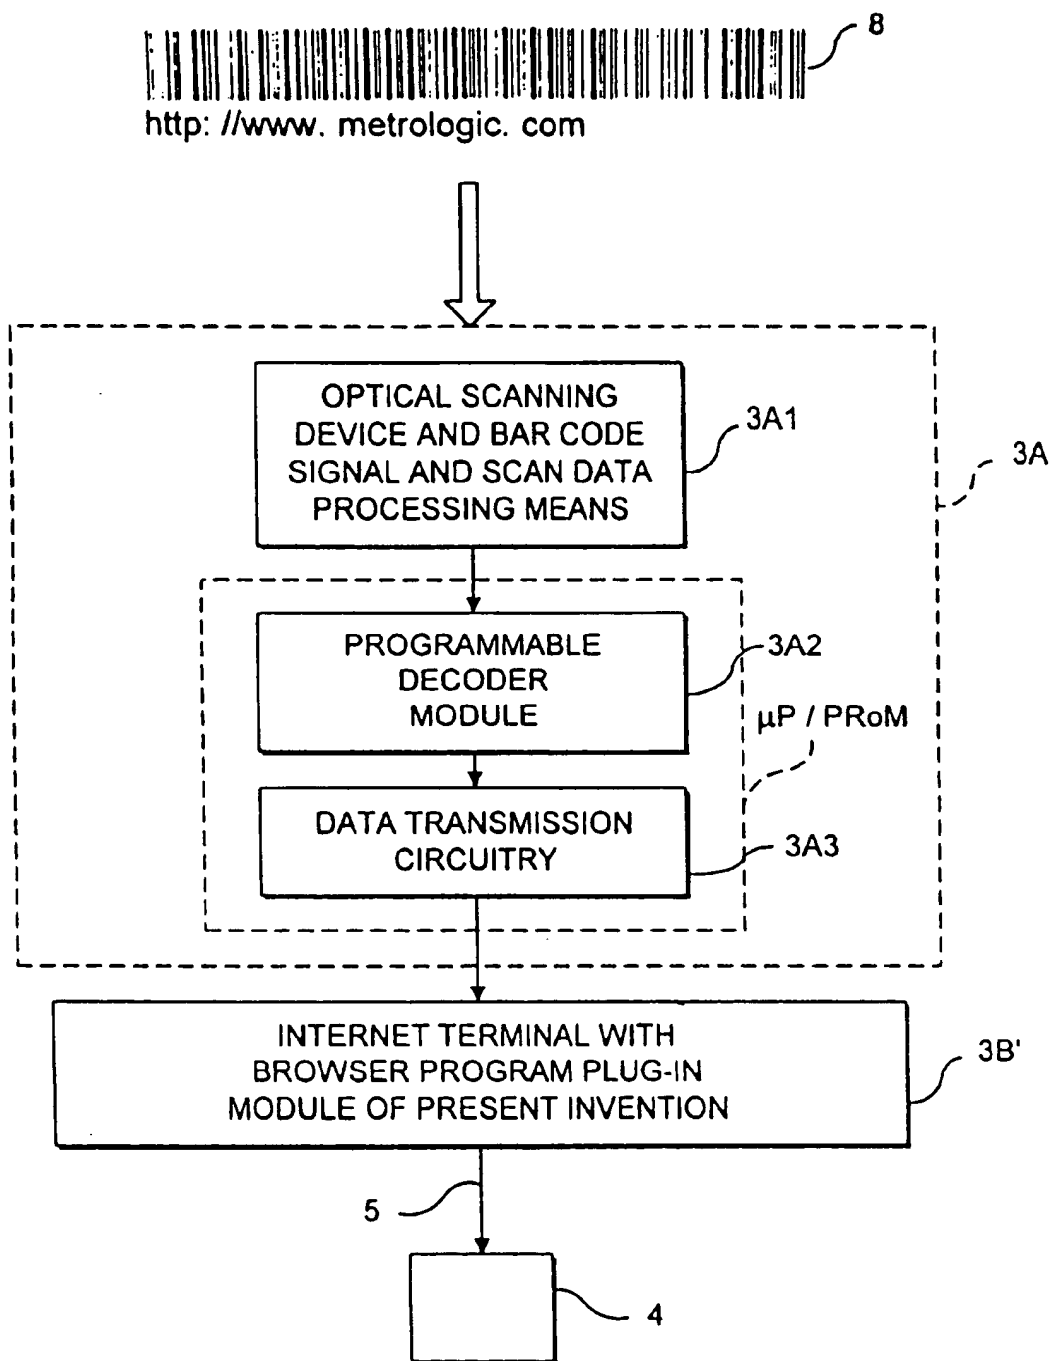 8
http: //www. metrologic. com
OPTICAL SCANNING
DEVICE AND BAR CODE
SIGNAL AND SCAN DATA
PROCESSING MEANS
3A1
3A
PROGRAMMABLE
DECODER
MODULE
3A2
µP / PRoM
DATA TRANSMISSION
CIRCUITRY
3A3
INTERNET TERMINAL WITH
BROWSER PROGRAM PLUG-IN
MODULE OF PRESENT INVENTION
3B'
5
4